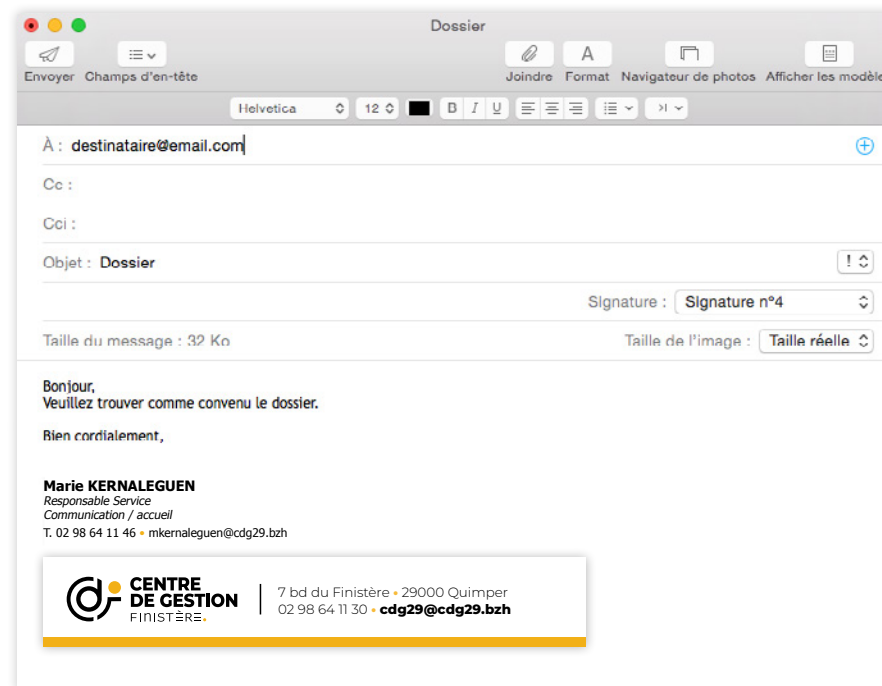 Dossier
Envoyer Champs d'en-tête Joindre Format Navigateur de photos Afficher les modèle
Helvetica 12 B I U
À : destinataire@email.com
Cc :
Cci :
Objet : Dossier !
Signature : Signature n°4
Taille du message : 32 Ko Taille de l'image : Taille réelle
Bonjour,
Veuillez trouver comme convenu le dossier.
Bien cordialement,
Marie KERNALEGUEN
Responsable Service
Communication / accueil
T. 02 98 64 11 46 • mkernaleguen@cdg29.bzh
CENTRE
DE GESTION
FINISTÈRE.
7 bd du Finistère • 29000 Quimper
02 98 64 11 30 • cdg29@cdg29.bzh